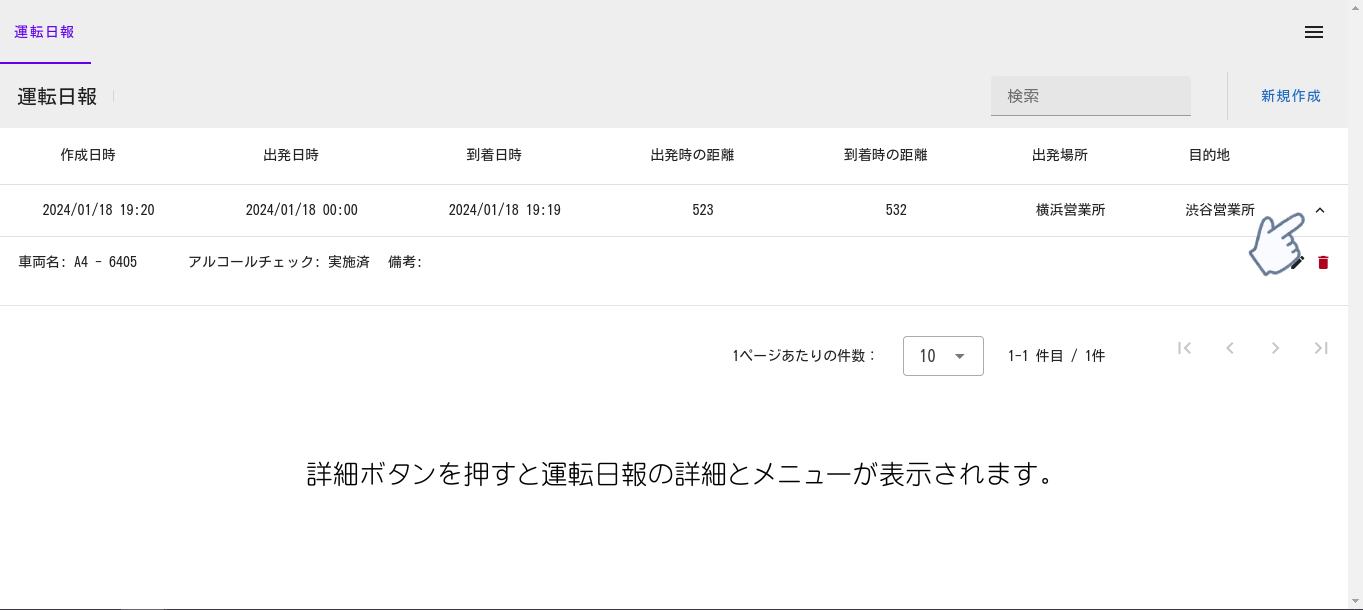 運転日報
運転日報
検索
新規作成
作成日時 出発日時 到着日時 出発時の距離 到着時の距離 出発場所 目的地
2024/01/18 19:20 2024/01/18 00:00 2024/01/18 19:19 523 532 横浜営業所 渋谷営業所
車両名: A4 - 6405 アルコールチェック: 実施済 備考:
1ページあたりの件数： 10 1-1 件目 / 1件
詳細ボタンを押すと運転日報の詳細とメニューが表示されます。